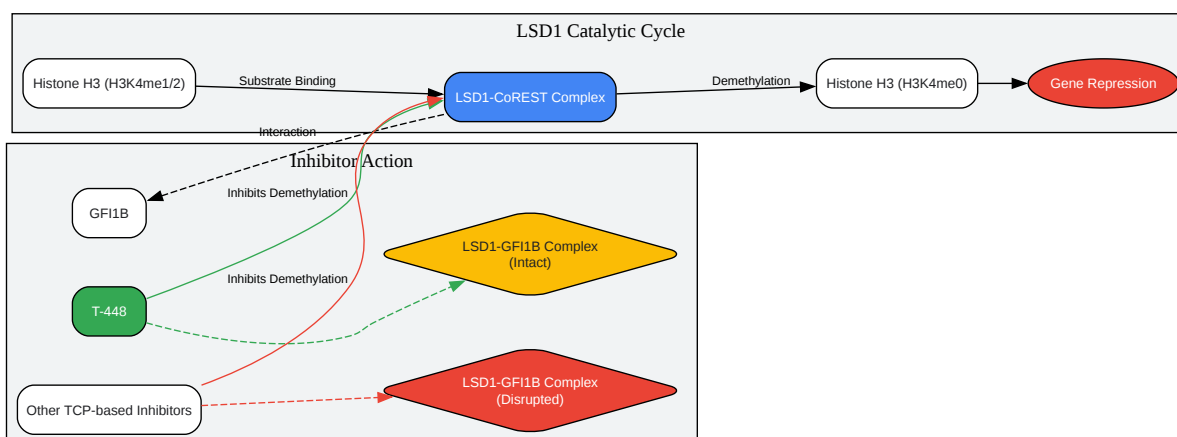 LSD1 Catalytic Cycle
Histone H3 (H3K4me1/2)
Substrate Binding
LSD1-CoREST Complex
Demethylation
Histone H3 (H3K4me0)
Gene Repression
Interaction
Inhibitor Action
GFI1B
Inhibits Demethylation
LSD1-GFI1B Complex
(Intact)
T-448
Inhibits Demethylation
Other TCP-based Inhibitors
LSD1-GFI1B Complex
(Disrupted)